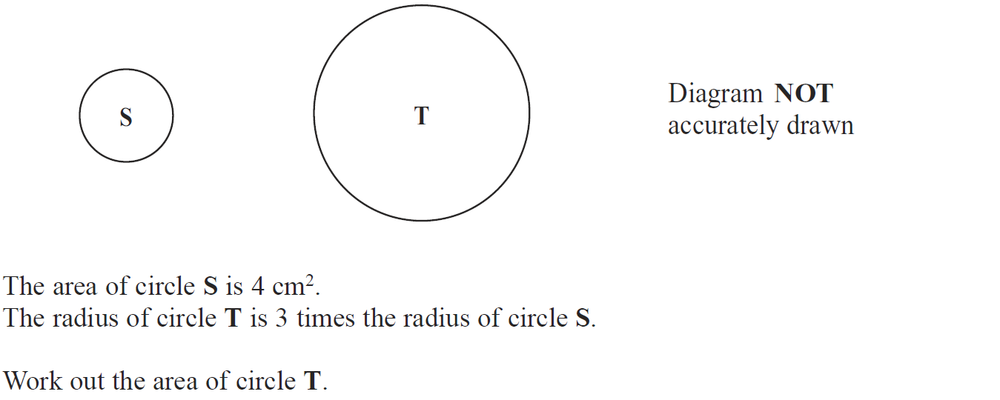 S
T
Diagram NOT
accurately drawn
The area of circle S is 4 cm².
The radius of circle T is 3 times the radius of circle S.
Work out the area of circle T.